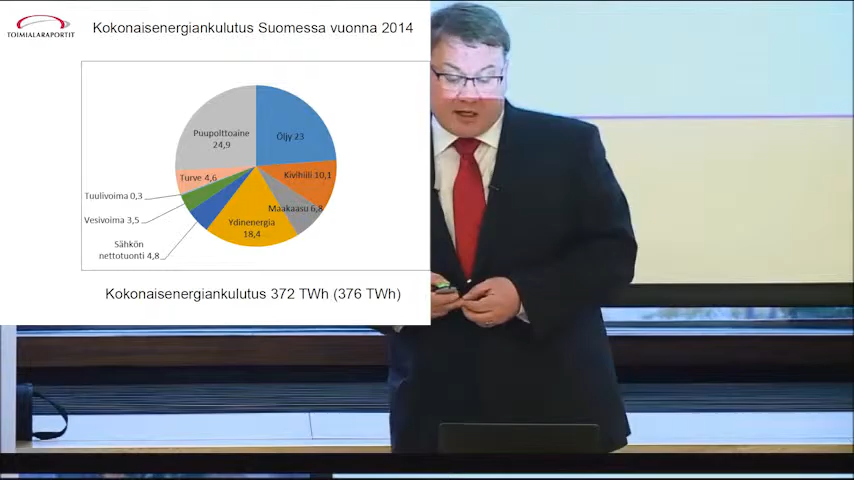 TOIMIALARAPORTIT
Kokonaisenergiankulutus Suomessa vuonna 2014
Puupolttoaine
24,9
Öljy 23
Turve 4,6
Kivihiili 10,1
Tuulivoima 0,3
Maakaasu 6,8
Vesivoima 3,5
Ydinenergia
18,4
Sähkön
nettotuonti 4,8
Kokonaisenergiankulutus 372 TWh (376 TWh)